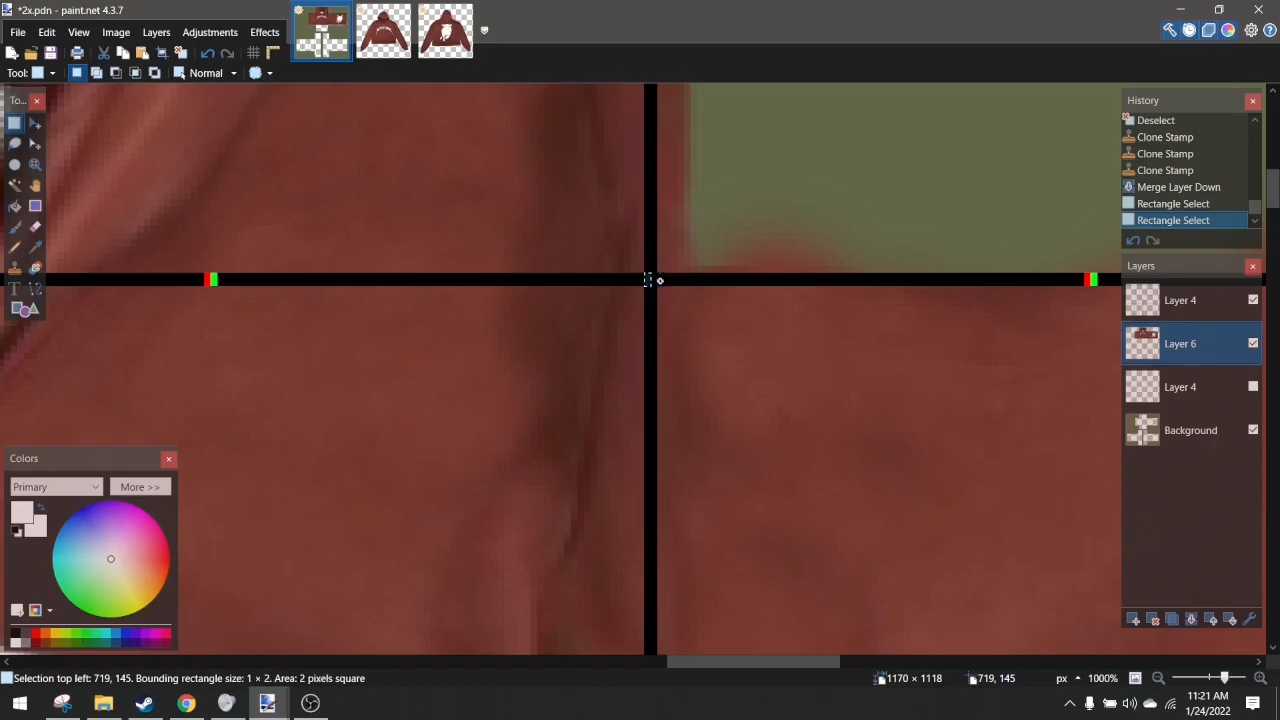 *2x.pdn - paint.net 4.3.7
File Edit View Image Layers Adjustments Effects
Tool: Normal
To...
History
Deselect
Clone Stamp
Clone Stamp
Clone Stamp
Merge Layer Down
Rectangle Select
Rectangle Select
Layers
Layer 4
Layer 6
Layer 4
Background
Colors
Primary
More >>
Selection top left: 719, 145. Bounding rectangle size: 1 × 2. Area: 2 pixels square
1170 × 1118
719, 145
px
1000%
11:21 AM
1/24/2022